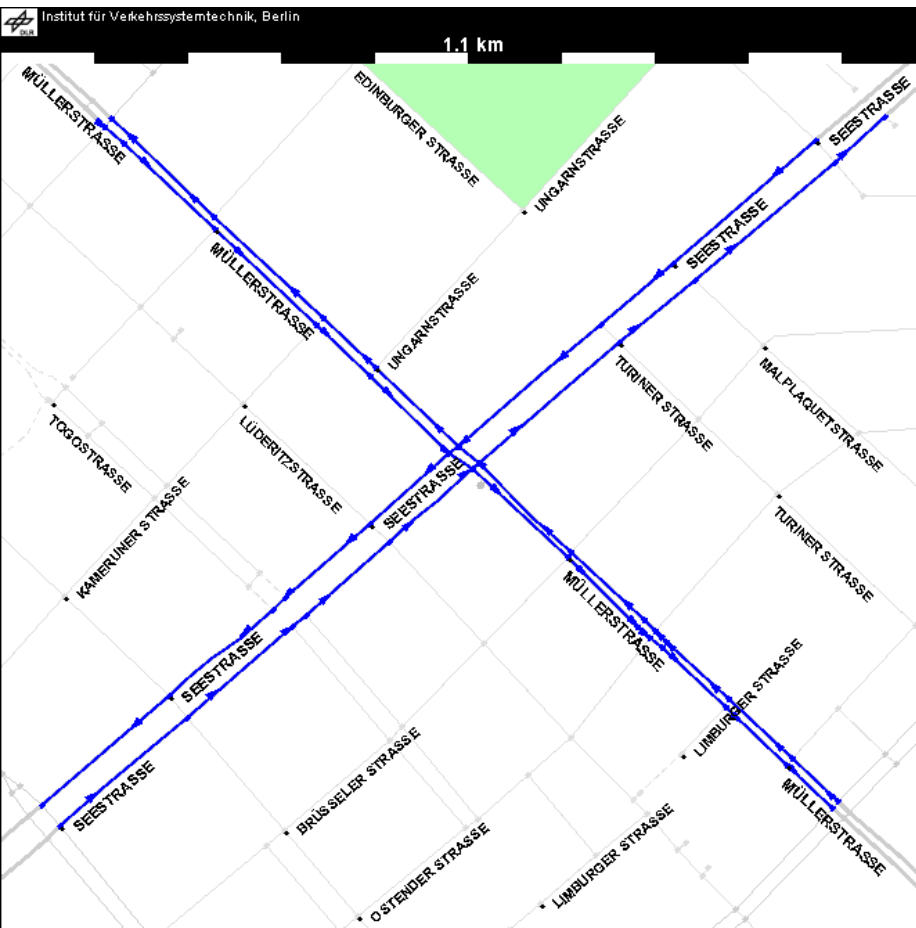 Institut für Verkehrssystemtechnik, Berlin
DLR
1.1 km
MÜLLERSTRASSE
EDINBURGER STRASSE
UNGARNSTRASSE
SEESTRASSE
SEESTRASSE
MÜLLERSTRASSE
UNGARNSTRASSE
TURINER STRASSE
MALPLAQUETSTRASSE
TOGOSTRASSE
LÜDERITZSTRASSE
SEESTRASSE
KAMERUNER STRASSE
TURINER STRASSE
MÜLLERSTRASSE
SEESTRASSE
LIMBURGER STRASSE
SEESTRASSE
BRÜSSELER STRASSE
MÜLLERSTRASSE
OSTENDER STRASSE
LIMBURGER STRASSE